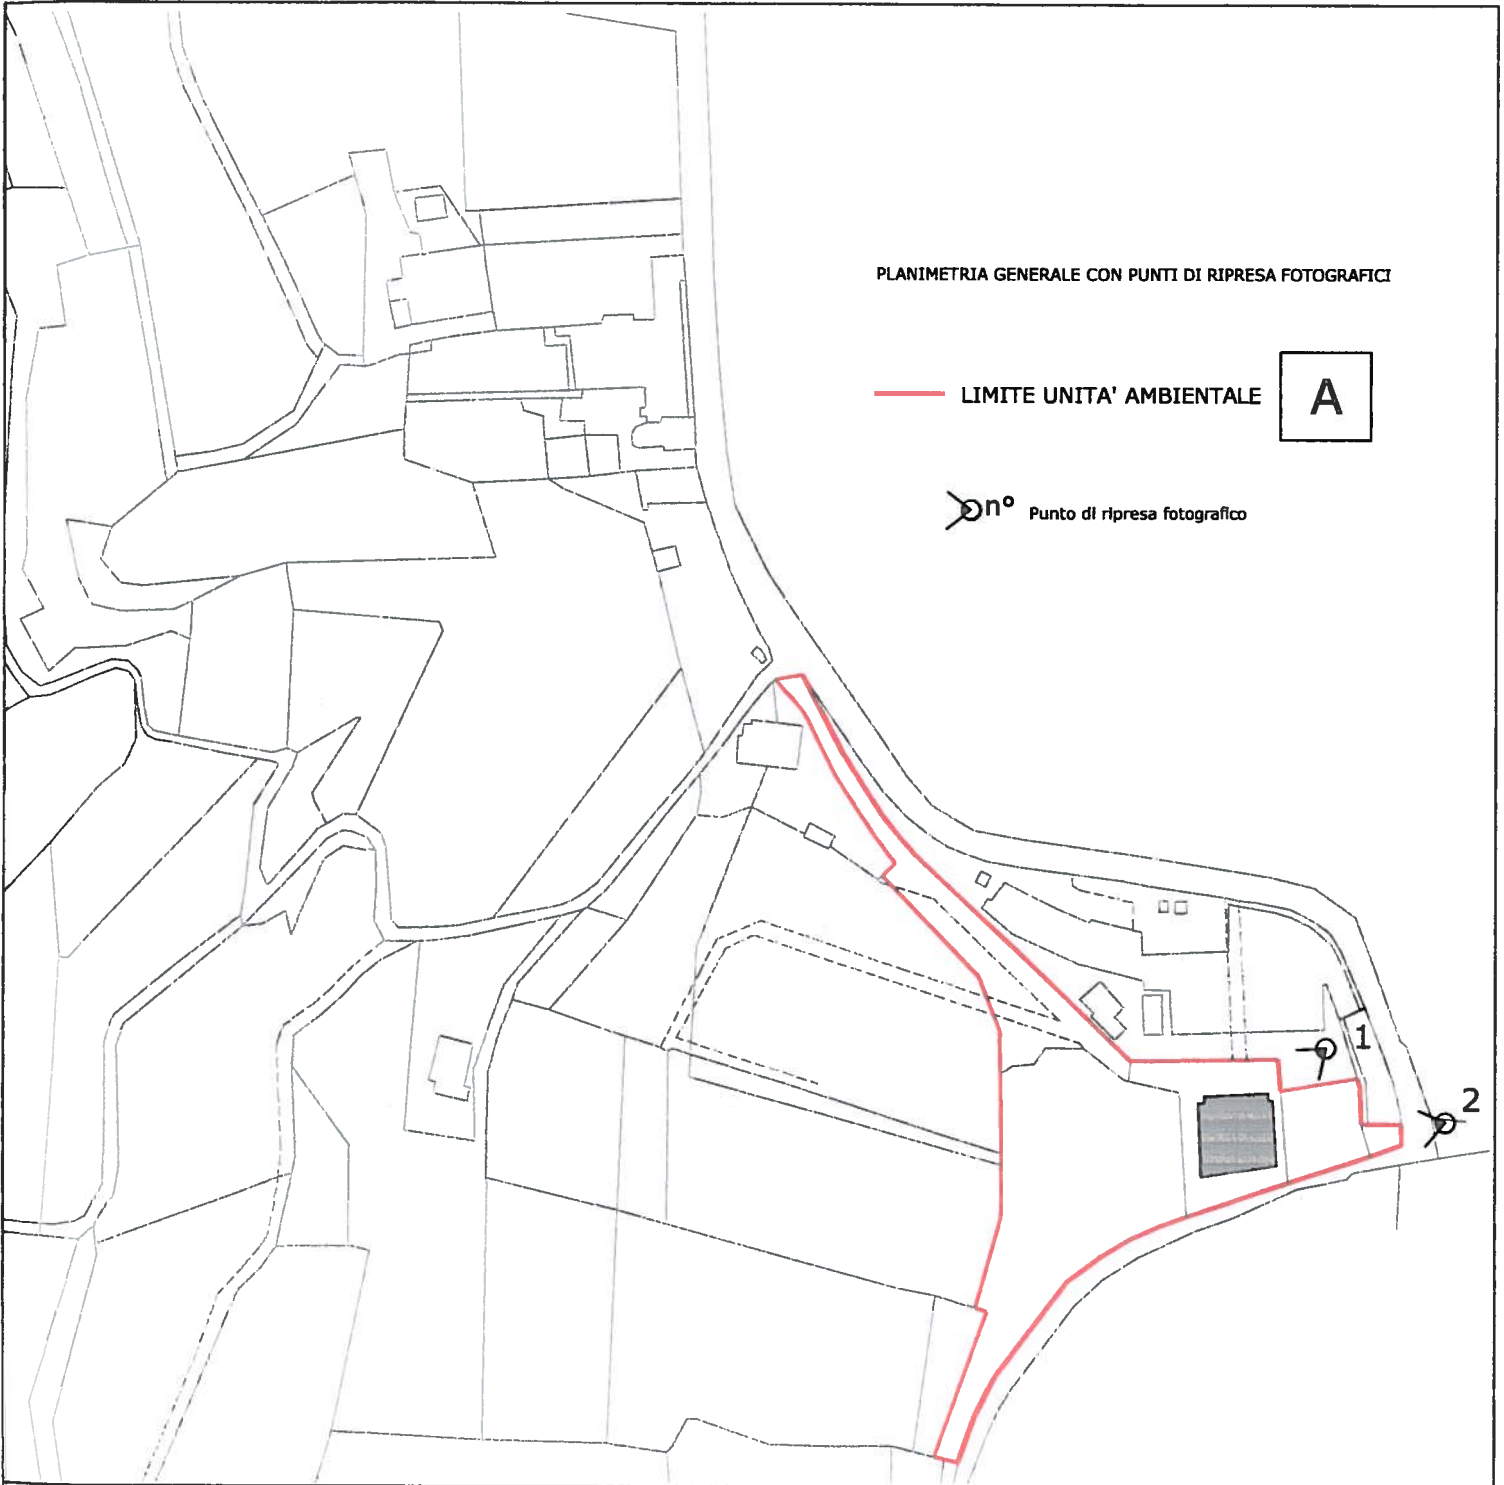 PLANIMETRIA GENERALE CON PUNTI DI RIPRESA FOTOGRAFICI
LIMITE UNITA' AMBIENTALE A
n° Punto di ripresa fotografico
1
2